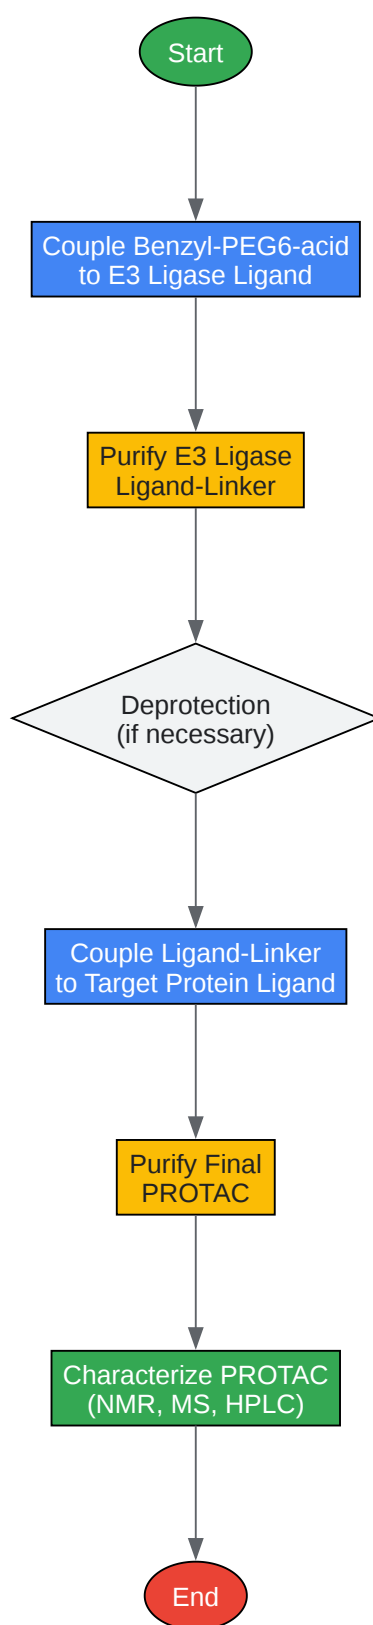 Start
Couple Benzyl-PEG6-acid
to E3 Ligase Ligand
Purify E3 Ligase
Ligand-Linker
Deprotection
(if necessary)
Couple Ligand-Linker
to Target Protein Ligand
Purify Final
PROTAC
Characterize PROTAC
(NMR, MS, HPLC)
End